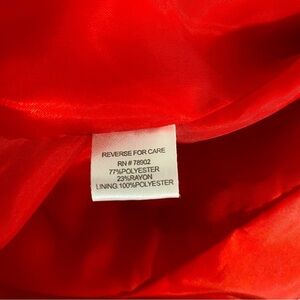 REVERSE FOR CARE
RN # 78902
77%POLYESTER
23%RAYON
LINING:100%POLYESTER